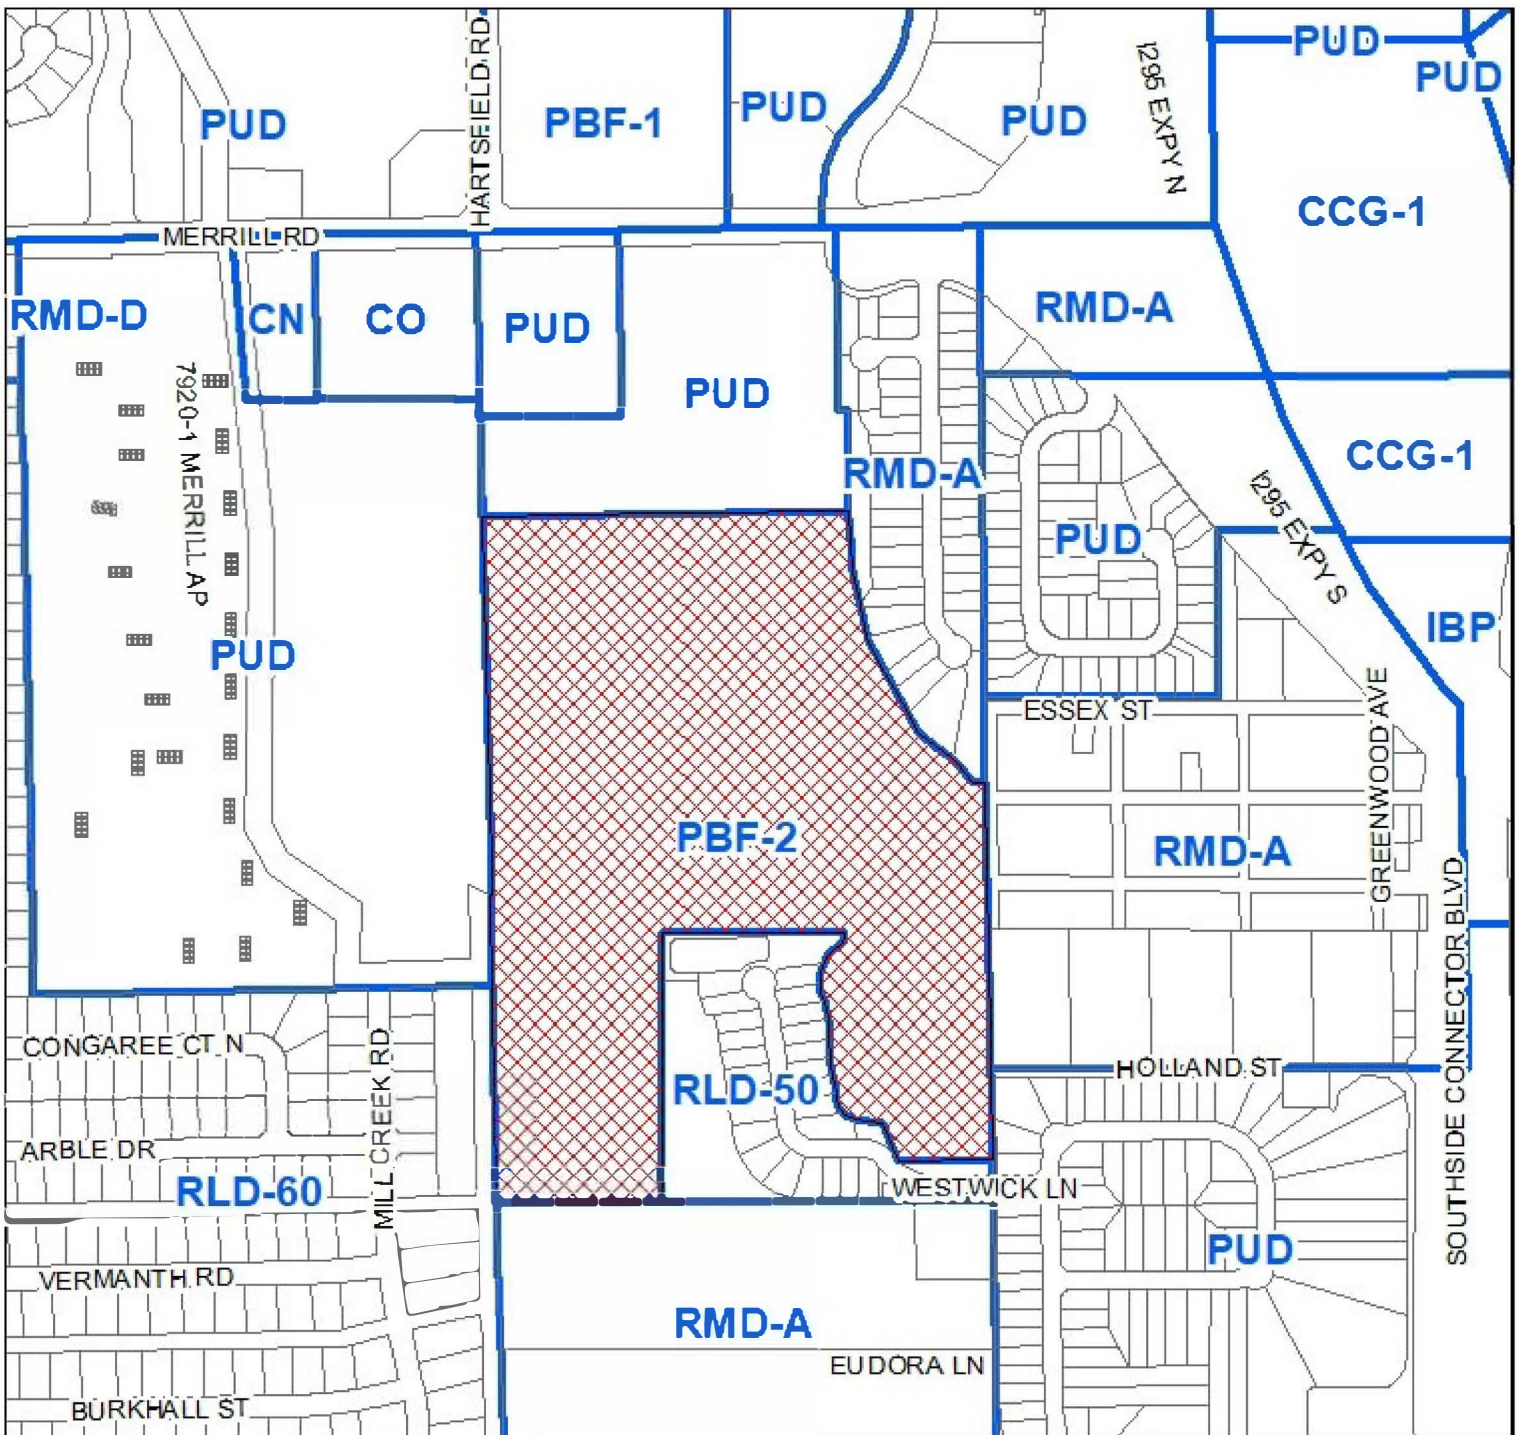 PUD
PUD
HARTSFIELD RD
I295 EXPY N
PUD
PBF-1
PUD
PUD
CCG-1
MERRILL RD
RMD-D
CN
CO
PUD
RMD-A
PUD
7920-1 MERRILL AP
RMD-A
CCG-1
I295 EXPY S
PUD
IBP
PUD
ESSEX ST
GREENWOOD AVE
PBF-2
RMD-A
SOUTHSIDE CONNECTOR BLVD
CONGAREE CT N
MILL CREEK RD
HOLLAND ST
RLD-50
ARBLE DR
RLD-60
WESTWICK LN
PUD
VERMANTH RD
RMD-A
EUDORA LN
BURKHALL ST